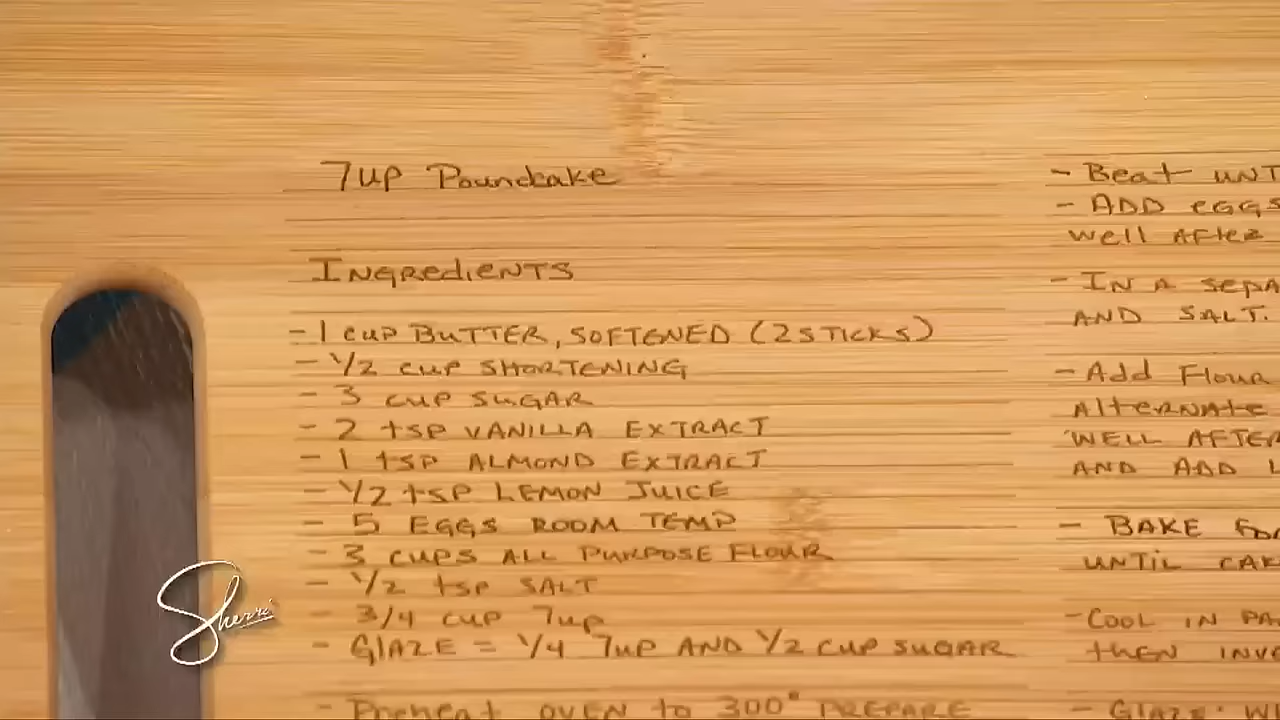 7up Poundcake
Ingredients
- 1 cup BUTTER, SOFTENED (2 STICKS)
- 1/2 cup SHORTENING
- 3 cup SUGAR
- 2 tsp VANILLA EXTRACT
- 1 tsp ALMOND EXTRACT
- 1/2 tsp LEMON JUICE
- 5 EGGS ROOM TEMP
- 3 CUPS ALL PURPOSE FLOUR
- 1/2 tsp SALT
- 3/4 cup 7up
- GLAZE = 1/4 7up AND 1/2 cup SUGAR
- Preheat OVEN to 300° PREPARE
- Beat
- ADD eggs
well AFTER
- IN A
AND SALT.
- Add Flour
Alternate
WELL AFTER
AND ADD
- BAKE
UNTIL
- Cool IN
then
- GLAZE:
Sherri